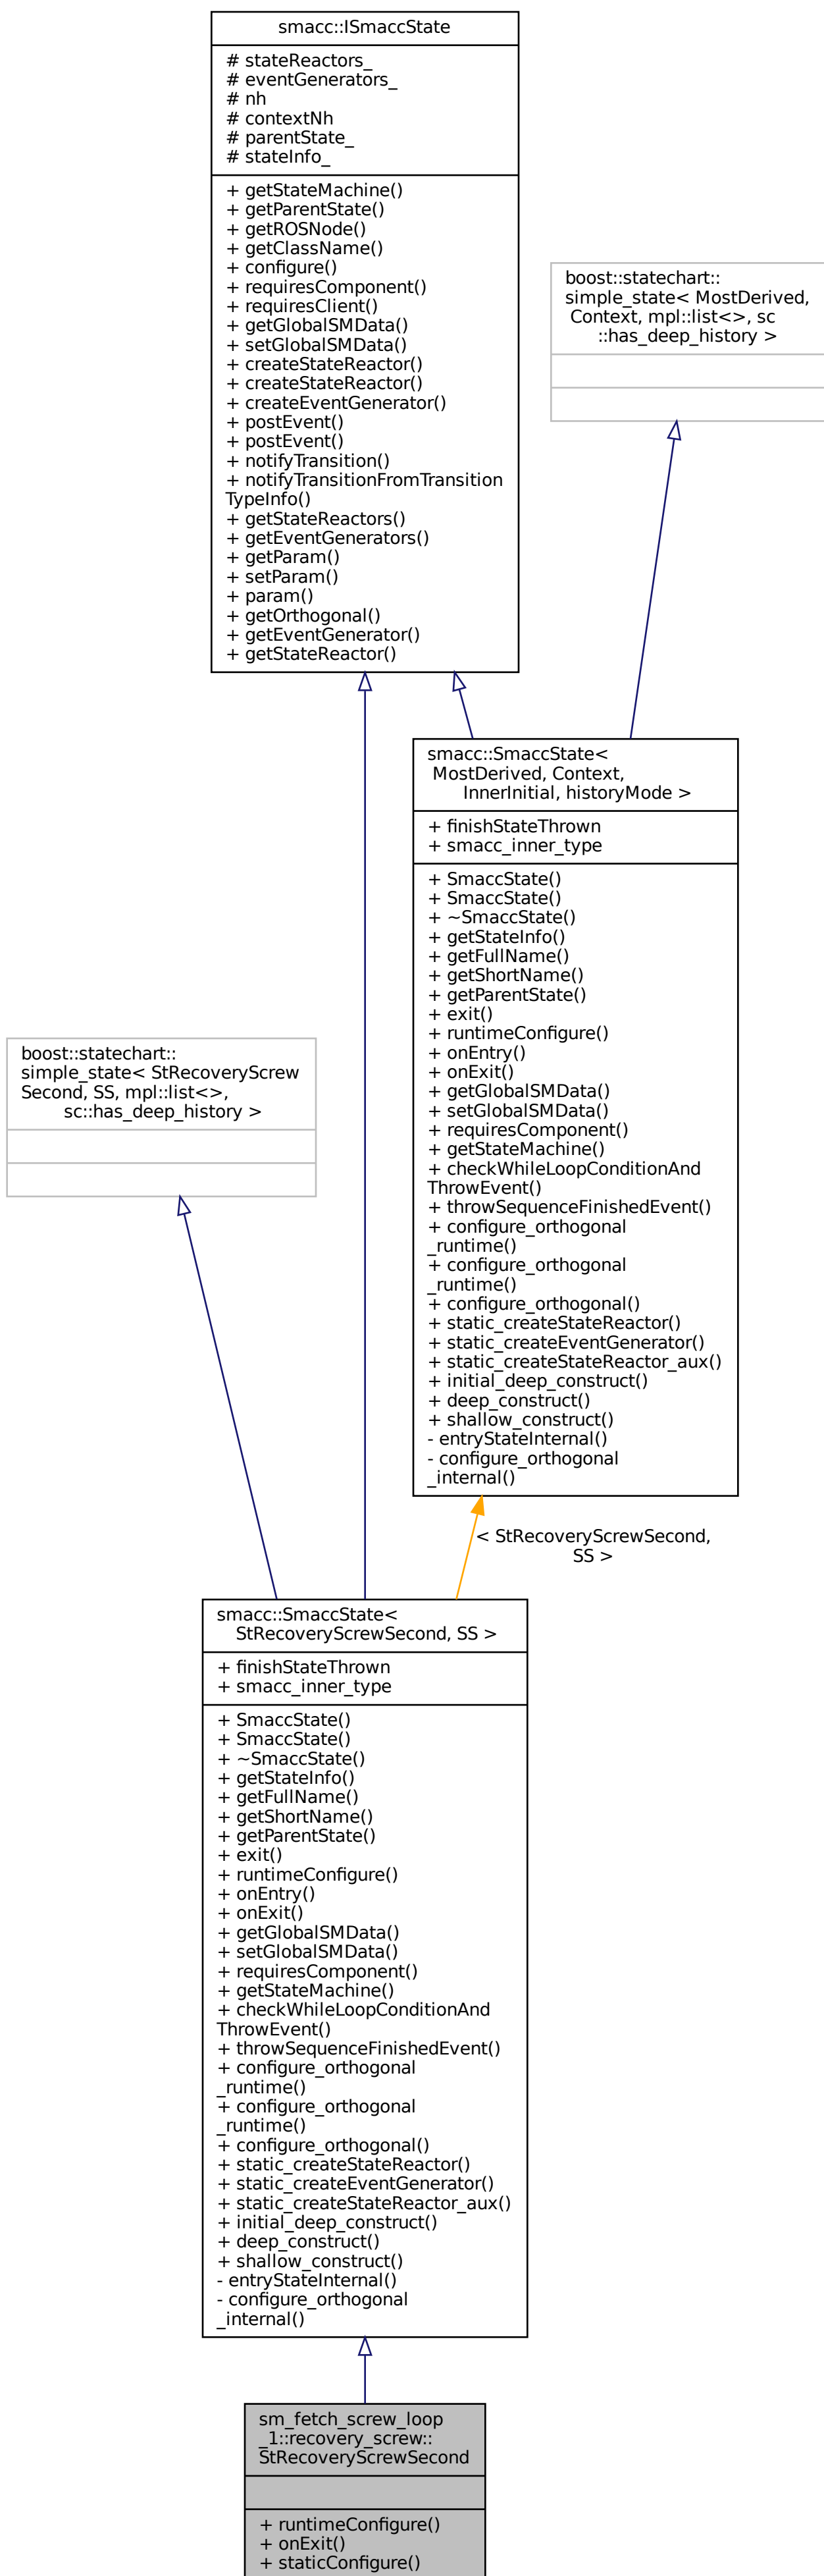 smacc::ISmaccState
# stateReactors_
# eventGenerators_
# nh
# contextNh
# parentState_
# stateInfo_
+ getStateMachine()
+ getParentState()
+ getROSNode()
+ getClassName()
+ configure()
+ requiresComponent()
+ requiresClient()
+ getGlobalSMData()
+ setGlobalSMData()
+ createStateReactor()
+ createStateReactor()
+ createEventGenerator()
+ postEvent()
+ postEvent()
+ notifyTransition()
+ notifyTransitionFromTransition
TypeInfo()
+ getStateReactors()
+ getEventGenerators()
+ getParam()
+ setParam()
+ param()
+ getOrthogonal()
+ getEventGenerator()
+ getStateReactor()
boost::statechart::
simple_state< MostDerived,
Context, mpl::list<>, sc
::has_deep_history >
smacc::SmaccState<
MostDerived, Context,
InnerInitial, historyMode >
+ finishStateThrown
+ smacc_inner_type
+ SmaccState()
+ SmaccState()
+ ~SmaccState()
+ getStateInfo()
+ getFullName()
+ getShortName()
+ getParentState()
+ exit()
+ runtimeConfigure()
+ onEntry()
+ onExit()
+ getGlobalSMData()
+ setGlobalSMData()
+ requiresComponent()
+ getStateMachine()
+ checkWhileLoopConditionAnd
ThrowEvent()
+ throwSequenceFinishedEvent()
+ configure_orthogonal
_runtime()
+ configure_orthogonal
_runtime()
+ configure_orthogonal()
+ static_createStateReactor()
+ static_createEventGenerator()
+ static_createStateReactor_aux()
+ initial_deep_construct()
+ deep_construct()
+ shallow_construct()
- entryStateInternal()
- configure_orthogonal
_internal()
boost::statechart::
simple_state< StRecoveryScrew
Second, SS, mpl::list<>,
sc::has_deep_history >
< StRecoveryScrewSecond,
SS >
smacc::SmaccState<
StRecoveryScrewSecond, SS >
+ finishStateThrown
+ smacc_inner_type
+ SmaccState()
+ SmaccState()
+ ~SmaccState()
+ getStateInfo()
+ getFullName()
+ getShortName()
+ getParentState()
+ exit()
+ runtimeConfigure()
+ onEntry()
+ onExit()
+ getGlobalSMData()
+ setGlobalSMData()
+ requiresComponent()
+ getStateMachine()
+ checkWhileLoopConditionAnd
ThrowEvent()
+ throwSequenceFinishedEvent()
+ configure_orthogonal
_runtime()
+ configure_orthogonal
_runtime()
+ configure_orthogonal()
+ static_createStateReactor()
+ static_createEventGenerator()
+ static_createStateReactor_aux()
+ initial_deep_construct()
+ deep_construct()
+ shallow_construct()
- entryStateInternal()
- configure_orthogonal
_internal()
sm_fetch_screw_loop
_1::recovery_screw::
StRecoveryScrewSecond
+ runtimeConfigure()
+ onExit()
+ staticConfigure()